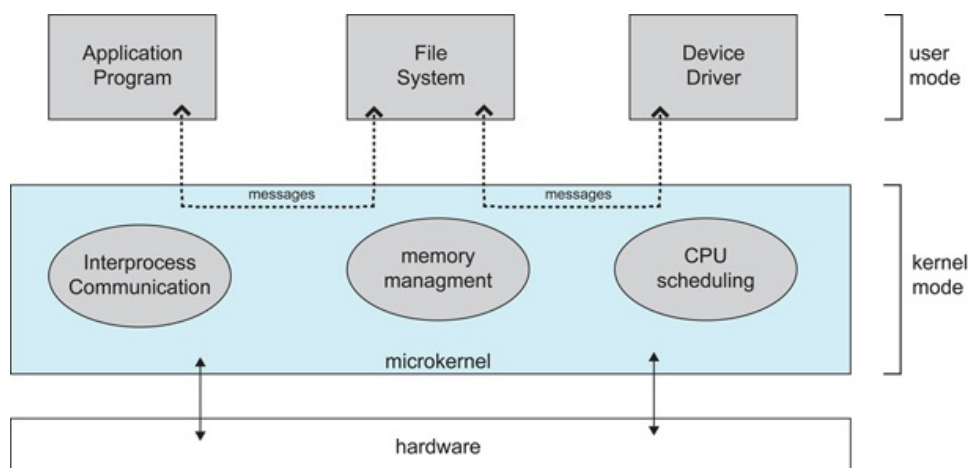 Application
Program
File
System
Device
Driver
user
mode
messages
messages
Interprocess
Communication
memory
managment
CPU
scheduling
kernel
mode
microkernel
hardware